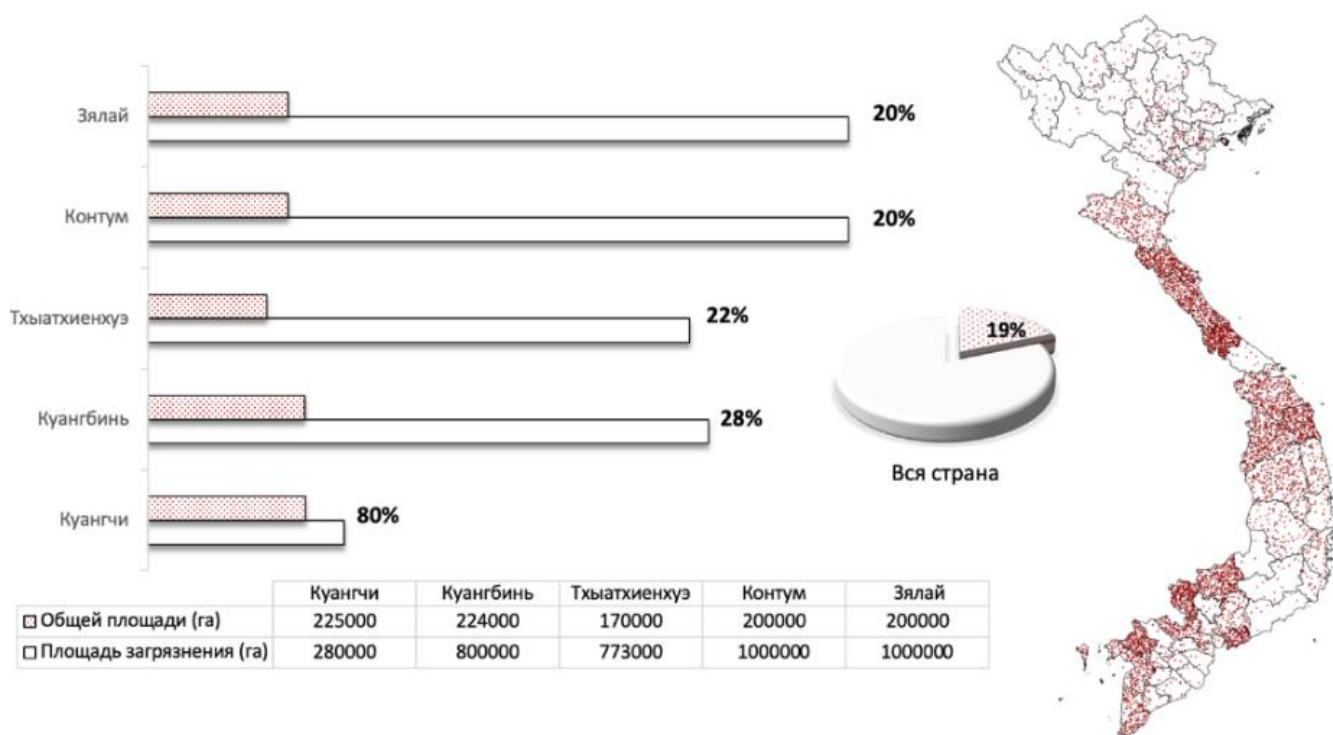 Зялай
20%
Контум
20%
Тхыатхиенхуэ
22%
19%
Куангбинь
28%
Вся страна
Куангчи
80%
Куангчи Куангбинь Тхыатхиенхуэ Контум Зялай
Общей площади (га) 225000 224000 170000 200000 200000
Площадь загрязнения (га) 280000 800000 773000 1000000 1000000